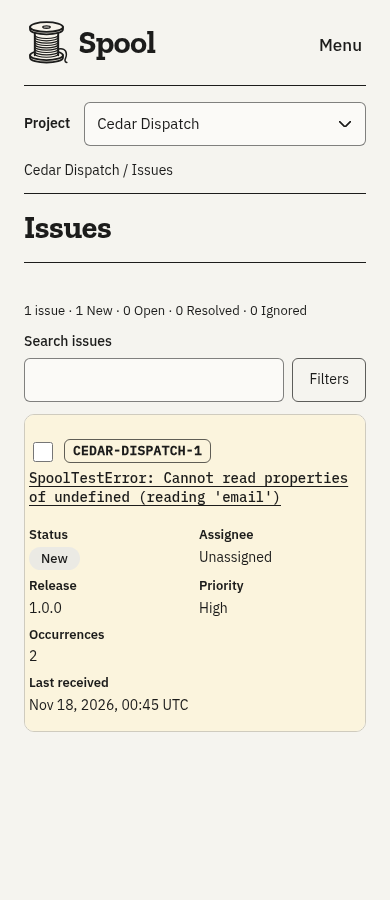 Spool
Menu
Project
Cedar Dispatch
Cedar Dispatch / Issues
Issues
1 issue · 1 New · 0 Open · 0 Resolved · 0 Ignored
Search issues
Filters
CEDAR-DISPATCH-1
SpoolTestError: Cannot read properties
of undefined (reading 'email')
Status
Assignee
New
Unassigned
Release
Priority
1.0.0
High
Occurrences
2
Last received
Nov 18, 2026, 00:45 UTC